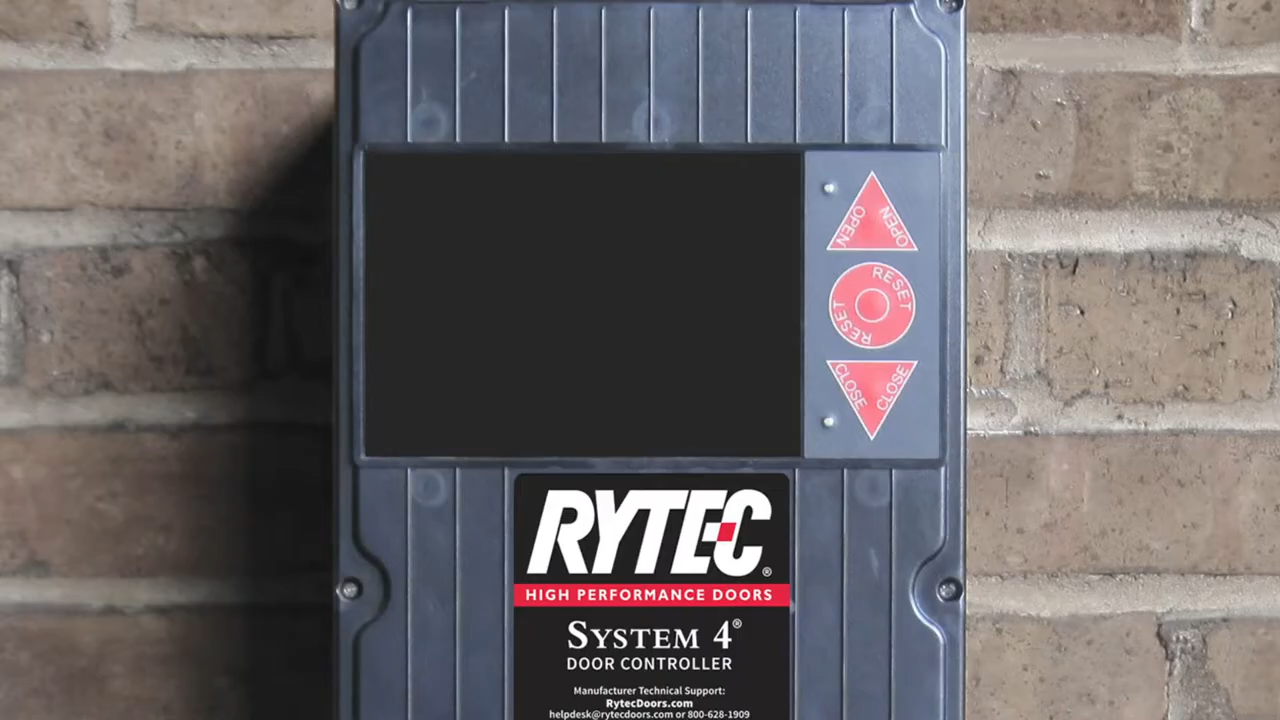 OPEN OPEN
RESET
RESET
CLOSE CLOSE
RYTEC®
HIGH PERFORMANCE DOORS
SYSTEM 4®
DOOR CONTROLLER
Manufacturer Technical Support:
RytecDoors.com
helpdesk@rytecdoors.com or 800-628-1909